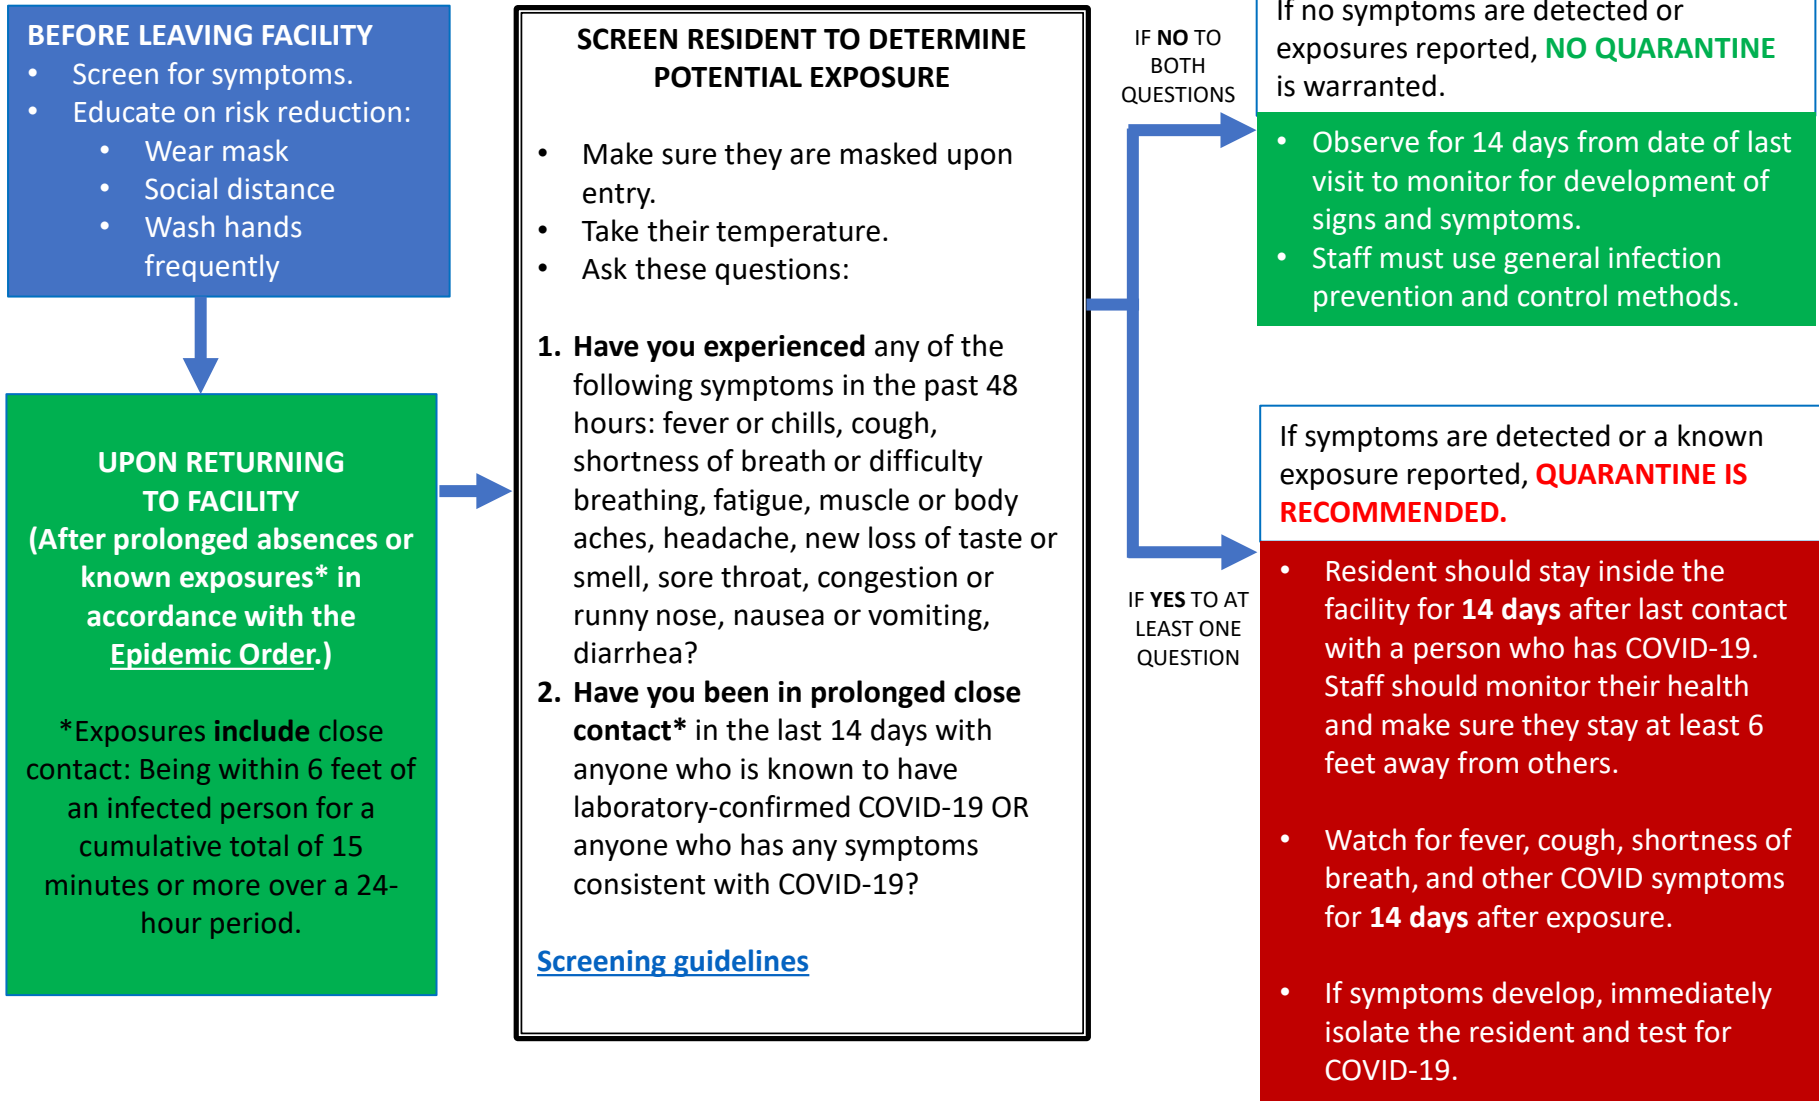 BEFORE LEAVING FACILITY
• Screen for symptoms.
• Educate on risk reduction:
• Wear mask
• Social distance
• Wash hands
frequently
UPON RETURNING
TO FACILITY
(After prolonged absences or
known exposures* in
accordance with the
Epidemic Order.)
*Exposures include close
contact: Being within 6 feet of
an infected person for a
cumulative total of 15
minutes or more over a 24-
hour period.
SCREEN RESIDENT TO DETERMINE
POTENTIAL EXPOSURE
• Make sure they are masked upon
entry.
• Take their temperature.
• Ask these questions:
1. Have you experienced any of the
following symptoms in the past 48
hours: fever or chills, cough,
shortness of breath or difficulty
breathing, fatigue, muscle or body
aches, headache, new loss of taste or
smell, sore throat, congestion or
runny nose, nausea or vomiting,
diarrhea?
2. Have you been in prolonged close
contact* in the last 14 days with
anyone who is known to have
laboratory-confirmed COVID-19 OR
anyone who has any symptoms
consistent with COVID-19?
Screening guidelines
IF NO TO
BOTH
QUESTIONS
If no symptoms are detected or
exposures reported, NO QUARANTINE
is warranted.
• Observe for 14 days from date of last
visit to monitor for development of
signs and symptoms.
• Staff must use general infection
prevention and control methods.
IF YES TO AT
LEAST ONE
QUESTION
If symptoms are detected or a known
exposure reported, QUARANTINE IS
RECOMMENDED.
• Resident should stay inside the
facility for 14 days after last contact
with a person who has COVID-19.
Staff should monitor their health
and make sure they stay at least 6
feet away from others.
• Watch for fever, cough, shortness of
breath, and other COVID symptoms
for 14 days after exposure.
• If symptoms develop, immediately
isolate the resident and test for
COVID-19.